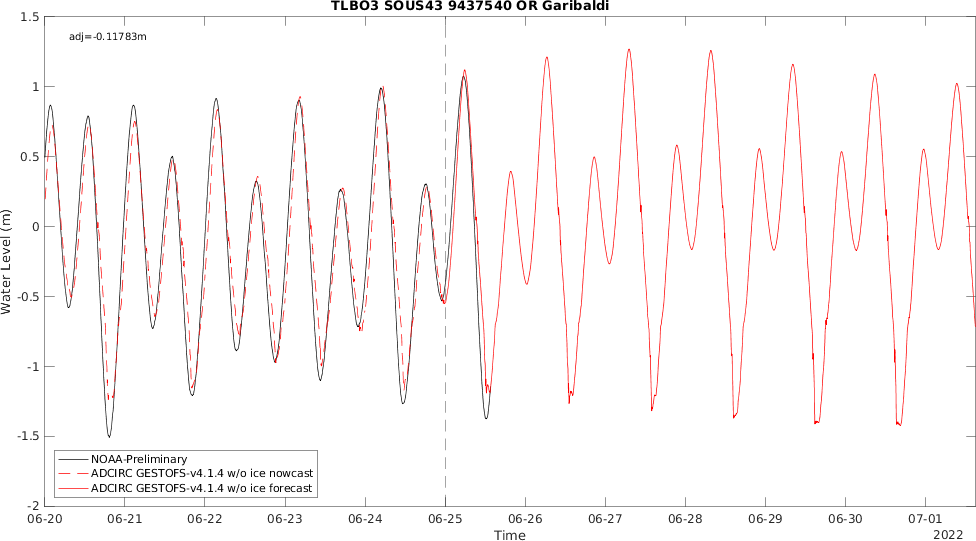 TLBO3 SOUS43 9437540 OR Garibaldi
adj=-0.11783m
1.5
1
0.5
0
-0.5
-1
-1.5
-2
Water Level (m)
NOAA-Preliminary
ADCIRC GESTOFS-v4.1.4 w/o ice nowcast
ADCIRC GESTOFS-v4.1.4 w/o ice forecast
06-20 06-21 06-22 06-23 06-24 06-25 06-26 06-27 06-28 06-29 06-30 07-01
Time
2022